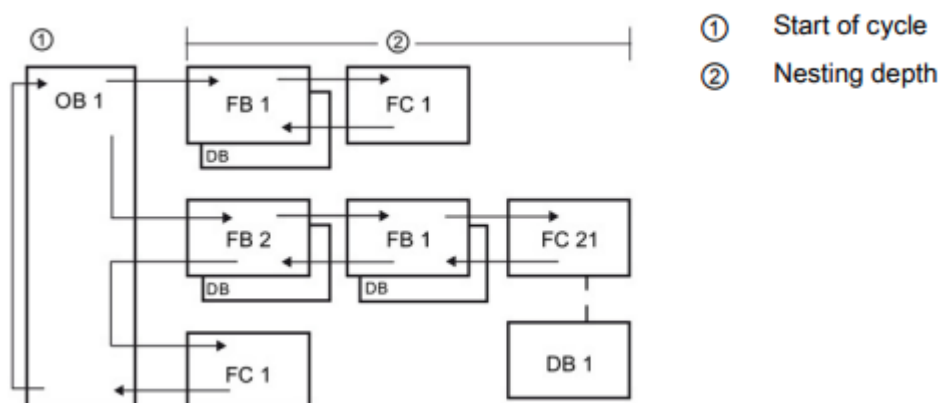 ①
②
① Start of cycle
② Nesting depth
OB 1
FB 1
FC 1
DB
FB 2
FB 1
FC 21
DB
DB
FC 1
DB 1